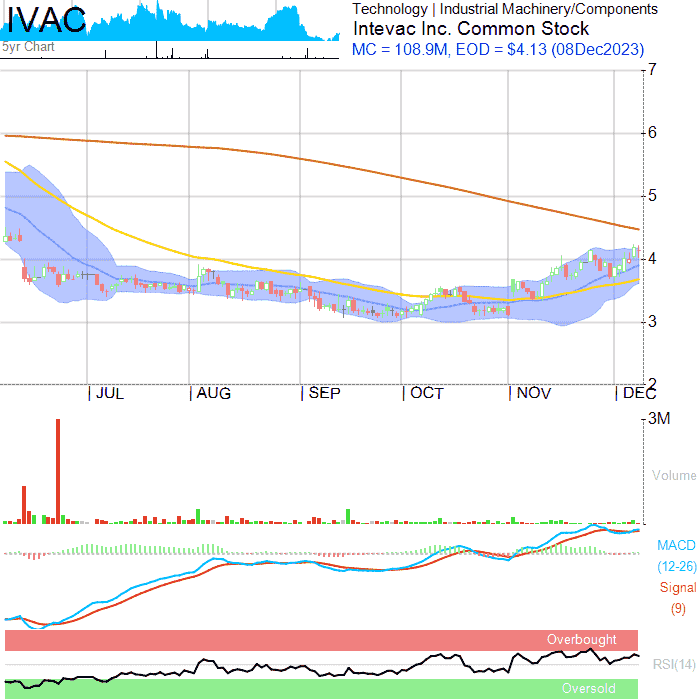 IVAC
5yr Chart
Technology | Industrial Machinery/Components
Intevac Inc. Common Stock
MC = 108.9M, EOD = $4.13 (08Dec2023)
7
6
5
4
3
2
JUL AUG SEP OCT NOV DEC
3M
Volume
MACD
(12-26)
Signal
(9)
Overbought
RSI(14)
Oversold